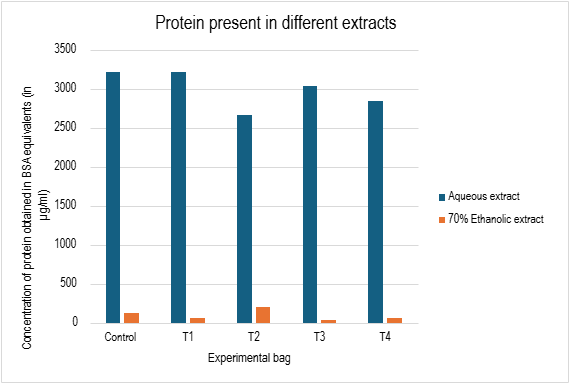 Protein present in different extracts
Concentration of protein obtained in BSA equivalents (in
µg/ml)
3500
3000
2500
2000
1500
1000
500
0
Control T1 T2 T3 T4
Experimental bag
Aqueous extract
70% Ethanolic extract